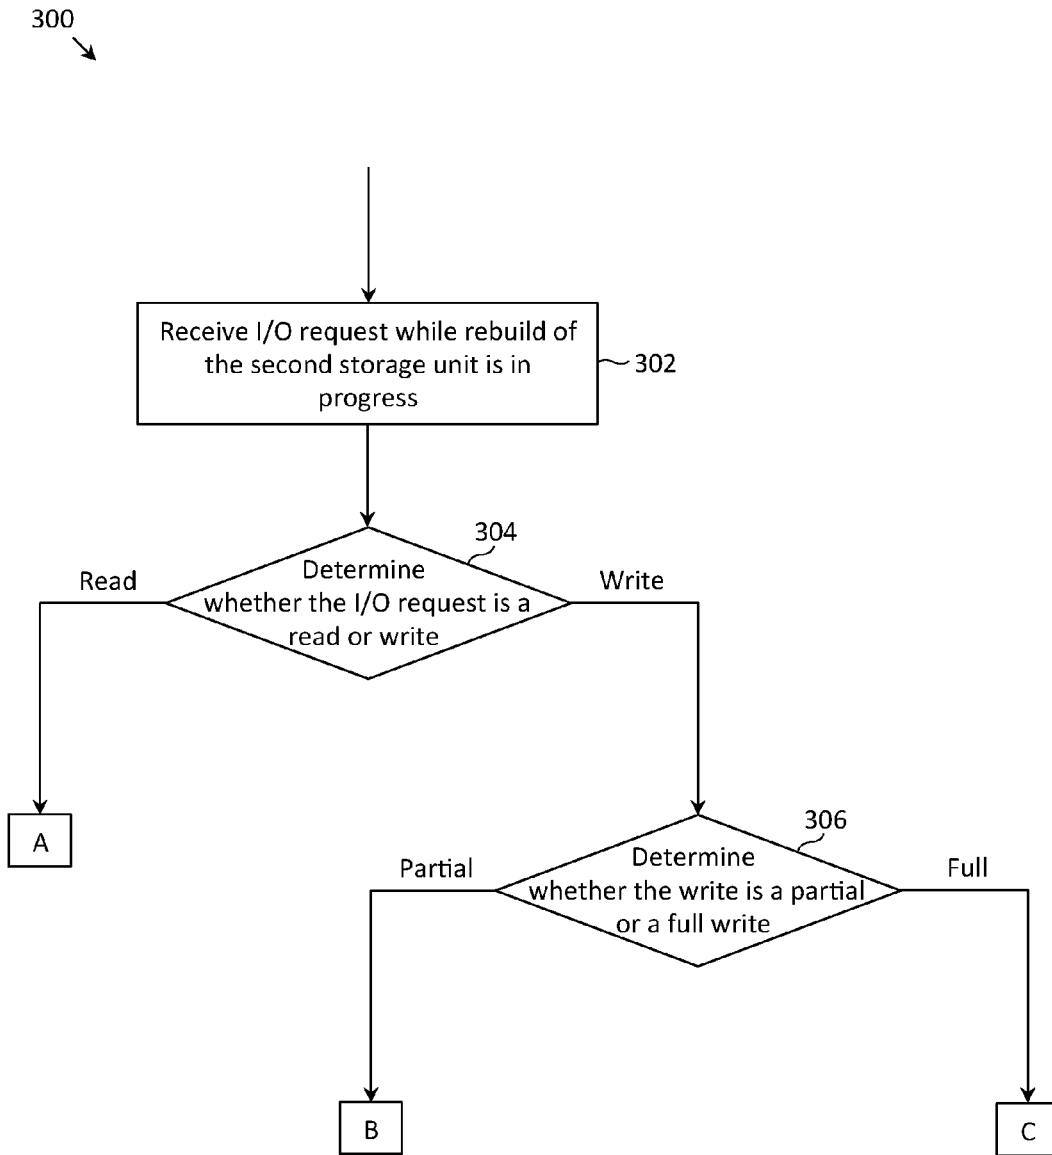 300
Receive I/O request while rebuild of
the second storage unit is in
progress
302
304
Read
Determine
whether the I/O request is a
read or write
Write
A
306
Partial
Determine
whether the write is a partial
or a full write
Full
B
C